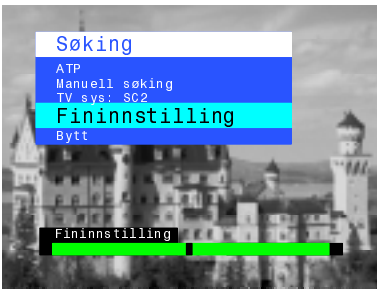 Søking
ATP
Manuell søking
TV sys: SC2
Fininnstilling
Bytt
Fininnstilling